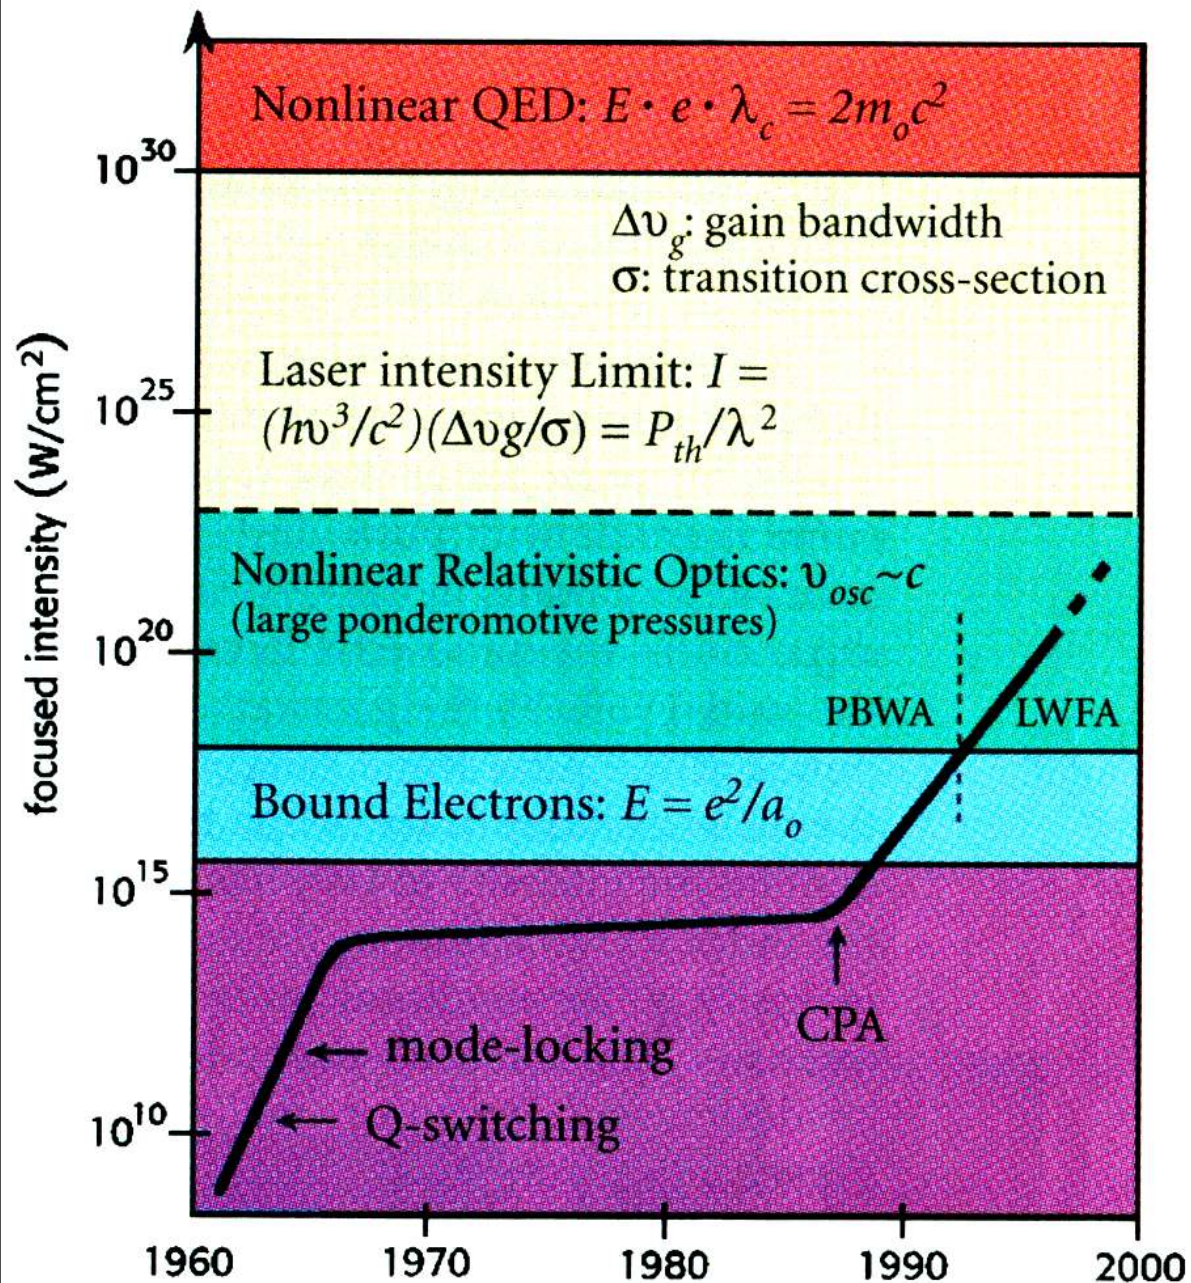 Nonlinear QED: E · e · λc = 2moc²
10³⁰
Δυg: gain bandwidth
σ: transition cross-section
Laser intensity Limit: I =
(hυ³/c²)(Δυg/σ) = Pth/λ²
10²⁵
focused intensity (W/cm²)
Nonlinear Relativistic Optics: υosc~c
(large ponderomotive pressures)
10²⁰
PBWA LWFA
Bound Electrons: E = e²/ao
10¹⁵
CPA
mode-locking
Q-switching
10¹⁰
1960 1970 1980 1990 2000